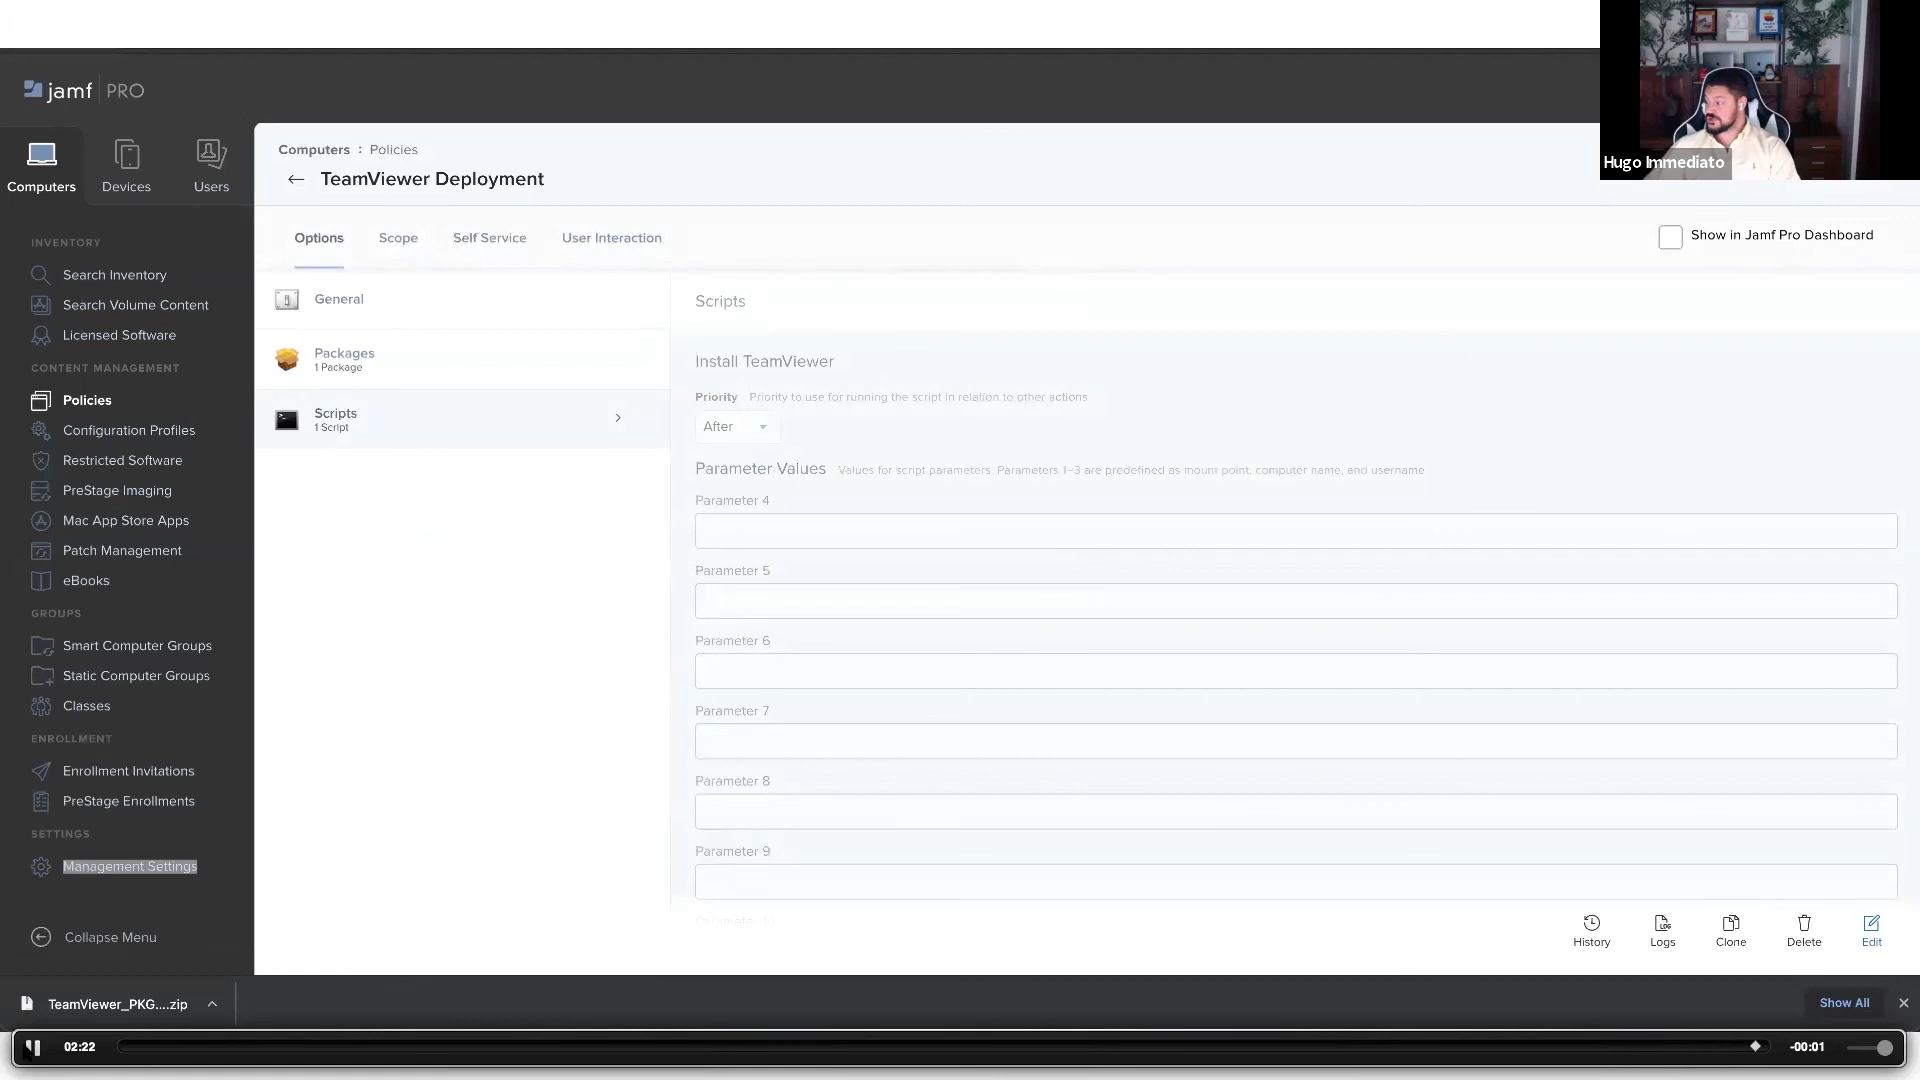 jamf PRO
Hugo Immediato
Computers
Devices
Users
Computers : Policies
← TeamViewer Deployment
Options
Scope
Self Service
User Interaction
Show in Jamf Pro Dashboard
INVENTORY
Search Inventory
Search Volume Content
Licensed Software
CONTENT MANAGEMENT
Policies
Configuration Profiles
Restricted Software
PreStage Imaging
Mac App Store Apps
Patch Management
eBooks
GROUPS
Smart Computer Groups
Static Computer Groups
Classes
ENROLLMENT
Enrollment Invitations
PreStage Enrollments
SETTINGS
Management Settings
Collapse Menu
General
Packages
1 Package
Scripts
1 Script
Scripts
Install TeamViewer
Priority Priority to use for running the script in relation to other actions
After
Parameter Values Values for script parameters. Parameters 1–3 are predefined as mount point, computer name, and username
Parameter 4
Parameter 5
Parameter 6
Parameter 7
Parameter 8
Parameter 9
Parameter 10
History
Logs
Clone
Delete
Edit
TeamViewer_PKG....zip
Show All
02:22
-00:01